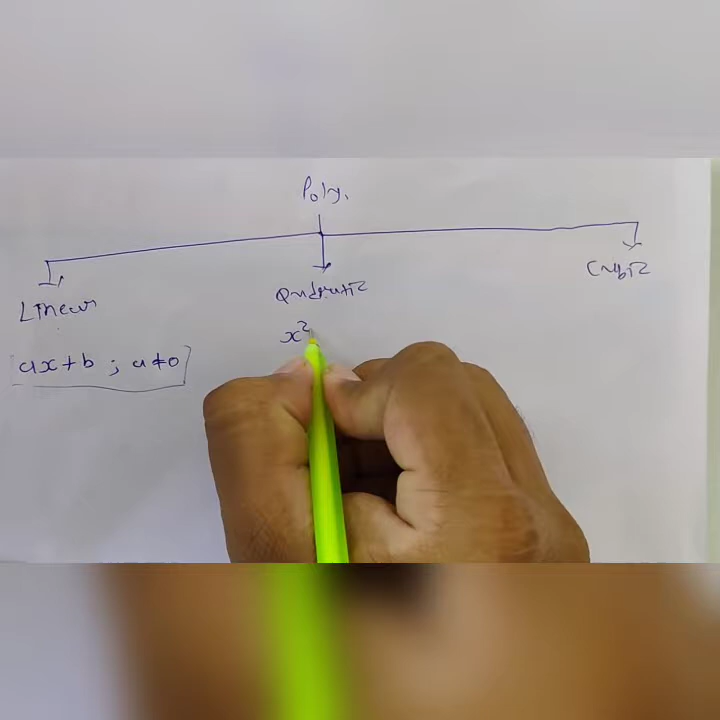 Poly.
Linear
Quadratic
Cubic
x²
ax+b ; a≠0